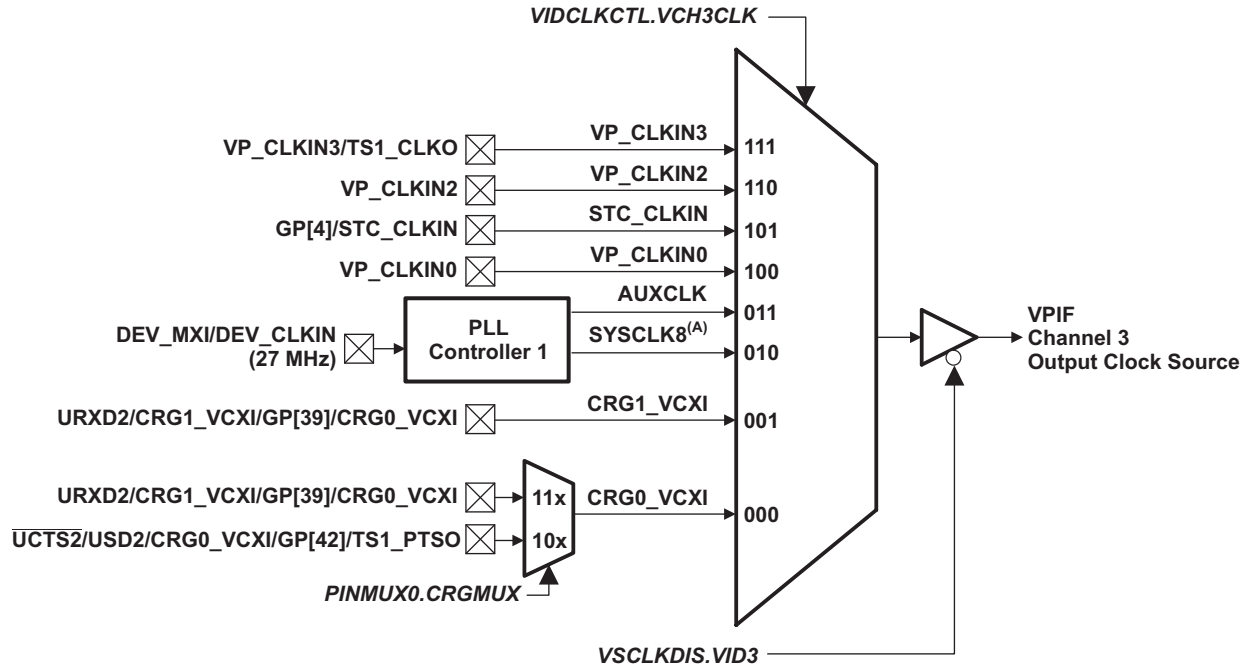 VIDCLKCTL.VCH3CLK
VP_CLKIN3/TS1_CLKO
VP_CLKIN3
111
VP_CLKIN2
VP_CLKIN2
110
GP[4]/STC_CLKIN
STC_CLKIN
101
VP_CLKIN0
VP_CLKIN0
100
DEV_MXI/DEV_CLKIN
(27 MHz)
PLL
Controller 1
AUXCLK
011
SYSCLK8(A)
010
VPIF
Channel 3
Output Clock Source
URXD2/CRG1_VCXI/GP[39]/CRG0_VCXI
CRG1_VCXI
001
URXD2/CRG1_VCXI/GP[39]/CRG0_VCXI
11x
UCTS2/USD2/CRG0_VCXI/GP[42]/TS1_PTSO
10x
CRG0_VCXI
000
PINMUX0.CRGMUX
VSCLKDIS.VID3